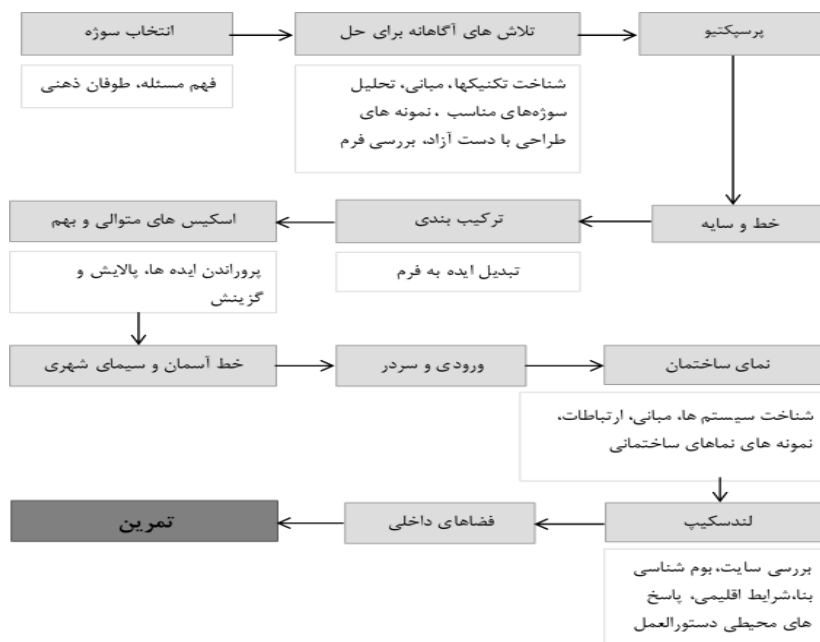 انتخاب سوژه
فهم مسئله، طوفان ذهنی
تلاش های آگاهانه برای حل
شناخت تکنیکها، مبانی، تحلیل
سوژه‌های مناسب ، نمونه های
طراحی با دست آزاد، بررسی فرم
پرسپکتیو
خط و سایه
ترکیب بندی
تبدیل ایده به فرم
اسکیس های متوالی و بهم
پروراندن ایده ها، پالایش و
گزینش
خط آسمان و سیمای شهری
ورودی و سردر
نمای ساختمان
شناخت سیستم ها، مبانی، ارتباطات،
نمونه های نماهای ساختمانی
لندسکیپ
بررسی سایت، بوم شناسی
بنا،شرایط اقلیمی، پاسخ
های محیطی دستورالعمل
فضاهای داخلی
تمرین